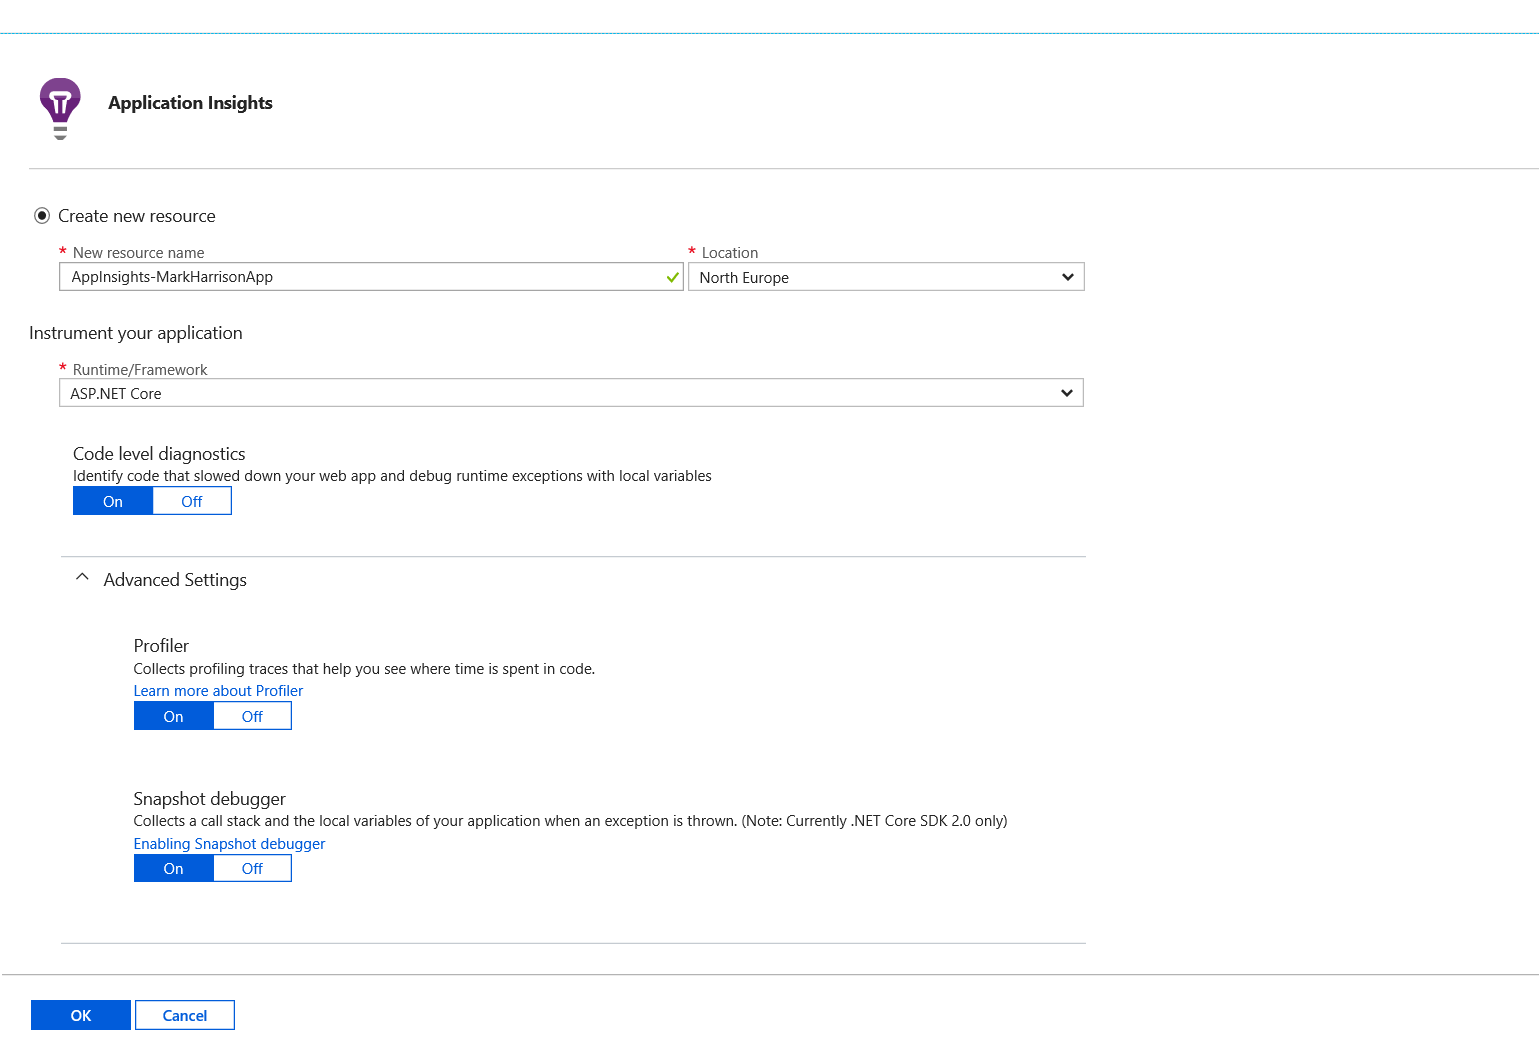 Application Insights
Create new resource
* New resource name
* Location
AppInsights-MarkHarrisonApp
North Europe
Instrument your application
* Runtime/Framework
ASP.NET Core
Code level diagnostics
Identify code that slowed down your web app and debug runtime exceptions with local variables
On Off
Advanced Settings
Profiler
Collects profiling traces that help you see where time is spent in code.
Learn more about Profiler
On Off
Snapshot debugger
Collects a call stack and the local variables of your application when an exception is thrown. (Note: Currently .NET Core SDK 2.0 only)
Enabling Snapshot debugger
On Off
OK Cancel